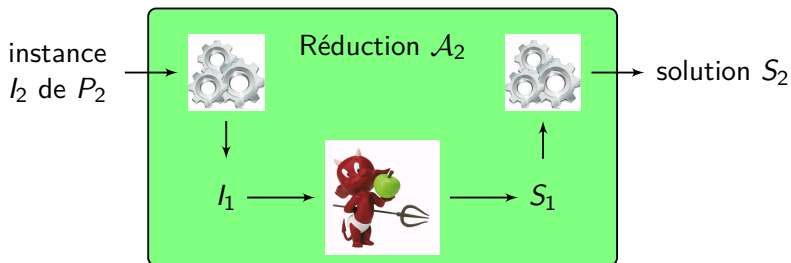 Réduction 𝒜₂
instance
I₂ de P₂
solution S₂
I₁
S₁